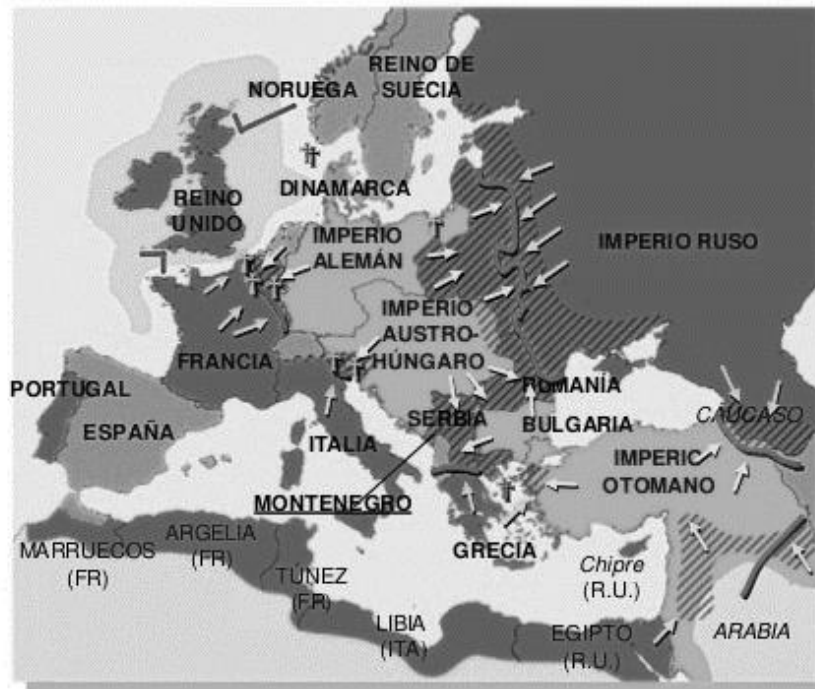 REINO DE
SUECIA
NORUEGA
DINAMARCA
REINO
UNIDO
IMPERIO
ALEMÁN
IMPERIO RUSO
IMPERIO
AUSTRO-
HÚNGARO
FRANCIA
PORTUGAL
ESPAÑA
ITALIA
SERBIA
RUMANÍA
BULGARIA
CAUCASO
IMPERIO
OTOMANO
MONTENEGRO
GRECIA
MARRUECOS
(FR)
ARGELIA
(FR)
TÚNEZ
(FR)
LIBIA
(ITA)
Chipre
(R.U.)
EGIPTO
(R.U.)
ARABIA